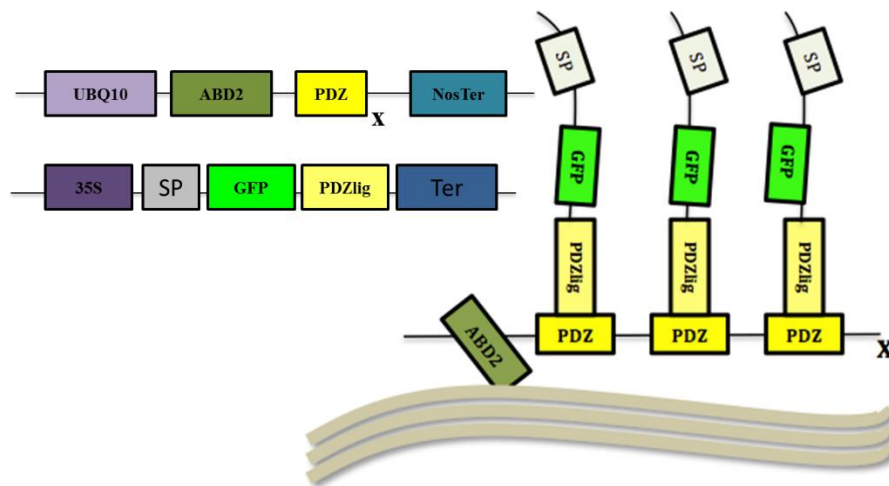 UBQ10 ABD2 PDZ NosTer
x
35S SP GFP PDZlig Ter
SP SP SP
GFP GFP GFP
PDZlig PDZlig PDZlig
ABD2 PDZ PDZ PDZ
x